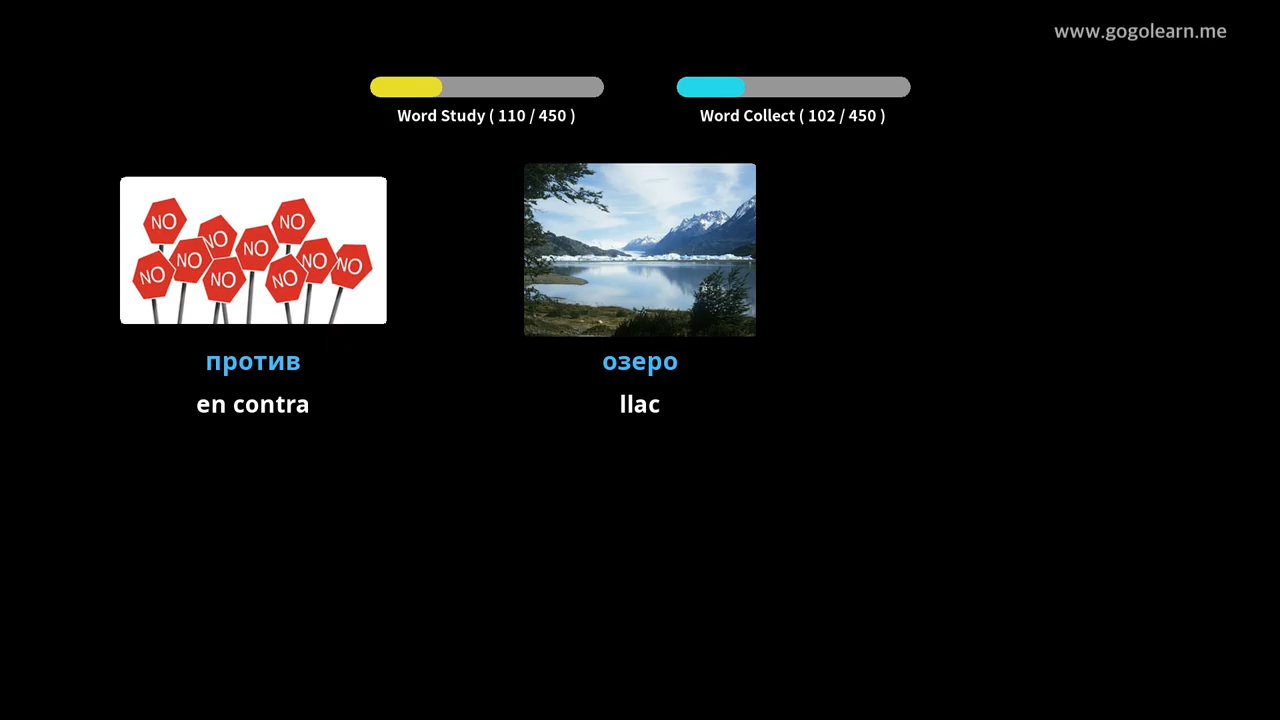 www.gogolearn.me
Word Study ( 110 / 450 )
Word Collect ( 102 / 450 )
NO
NO
NO
NO
NO
NO
NO
NO
NO
NO
против
озеро
en contra
llac